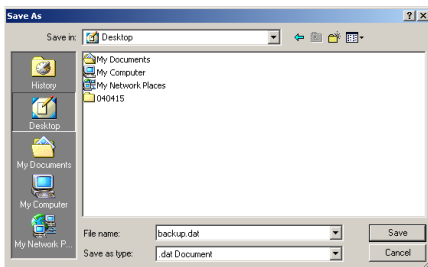 Save As
Save in: Desktop
History
Desktop
My Documents
My Computer
My Network P...
My Documents
My Computer
My Network Places
040415
File name: backup.dat Save
Save as type: .dat Document Cancel